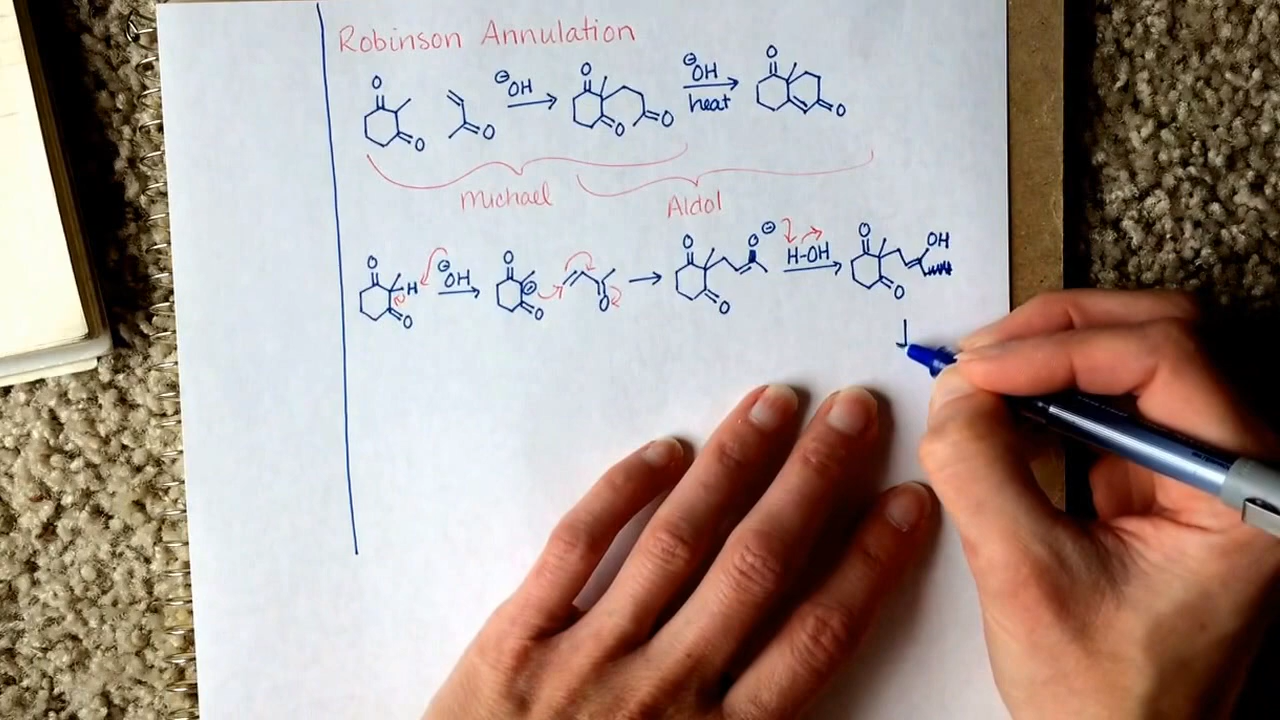 Robinson Annulation
O O O ⊖OH O O O ⊖OH heat O O
Michael
Aldol
O H O ⊖OH O ⊖ O O O O O ⊖ H-OH O O OH